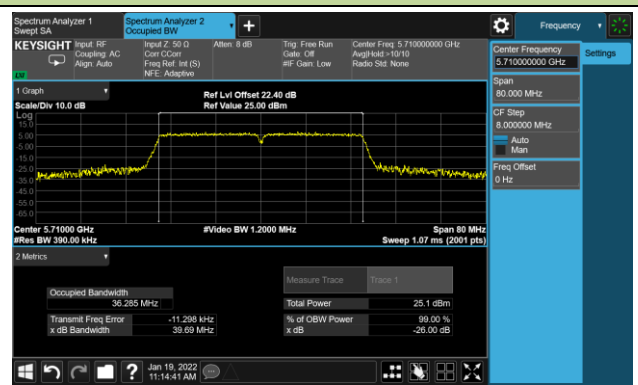 Spectrum Analyzer 1
Swept SA
Spectrum Analyzer 2
Occupied BW
+
Frequency
KEYSIGHT
Input: RF
Coupling: AC
Align: Auto
Input Z: 50 Ω
Corr CCorr
Freq Ref: Int (S)
NFE: Adaptive
Atten: 8 dB
Trig: Free Run
Gate: Off
#IF Gain: Low
Center Freq: 5.710000000 GHz
Avg|Hold:>10/10
Radio Std: None
1 Graph
Scale/Div 10.0 dB
Ref Lvl Offset 22.40 dB
Ref Value 25.00 dBm
Log
15.0
5.00
-5.00
-15.0
-25.0
-35.0
-45.0
-55.0
-65.0
Center 5.71000 GHz
#Res BW 390.00 kHz
#Video BW 1.2000 MHz
Span 80 MHz
Sweep 1.07 ms (2001 pts)
2 Metrics
Measure Trace
Trace 1
Occupied Bandwidth
36.285 MHz
Total Power
25.1 dBm
Transmit Freq Error
-11.298 kHz
% of OBW Power
99.00 %
x dB Bandwidth
39.69 MHz
x dB
-26.00 dB
Center Frequency
5.710000000 GHz
Settings
Span
80.000 MHz
CF Step
8.000000 MHz
Auto
Man
Freq Offset
0 Hz
?
Jan 19, 2022
11:14:41 AM